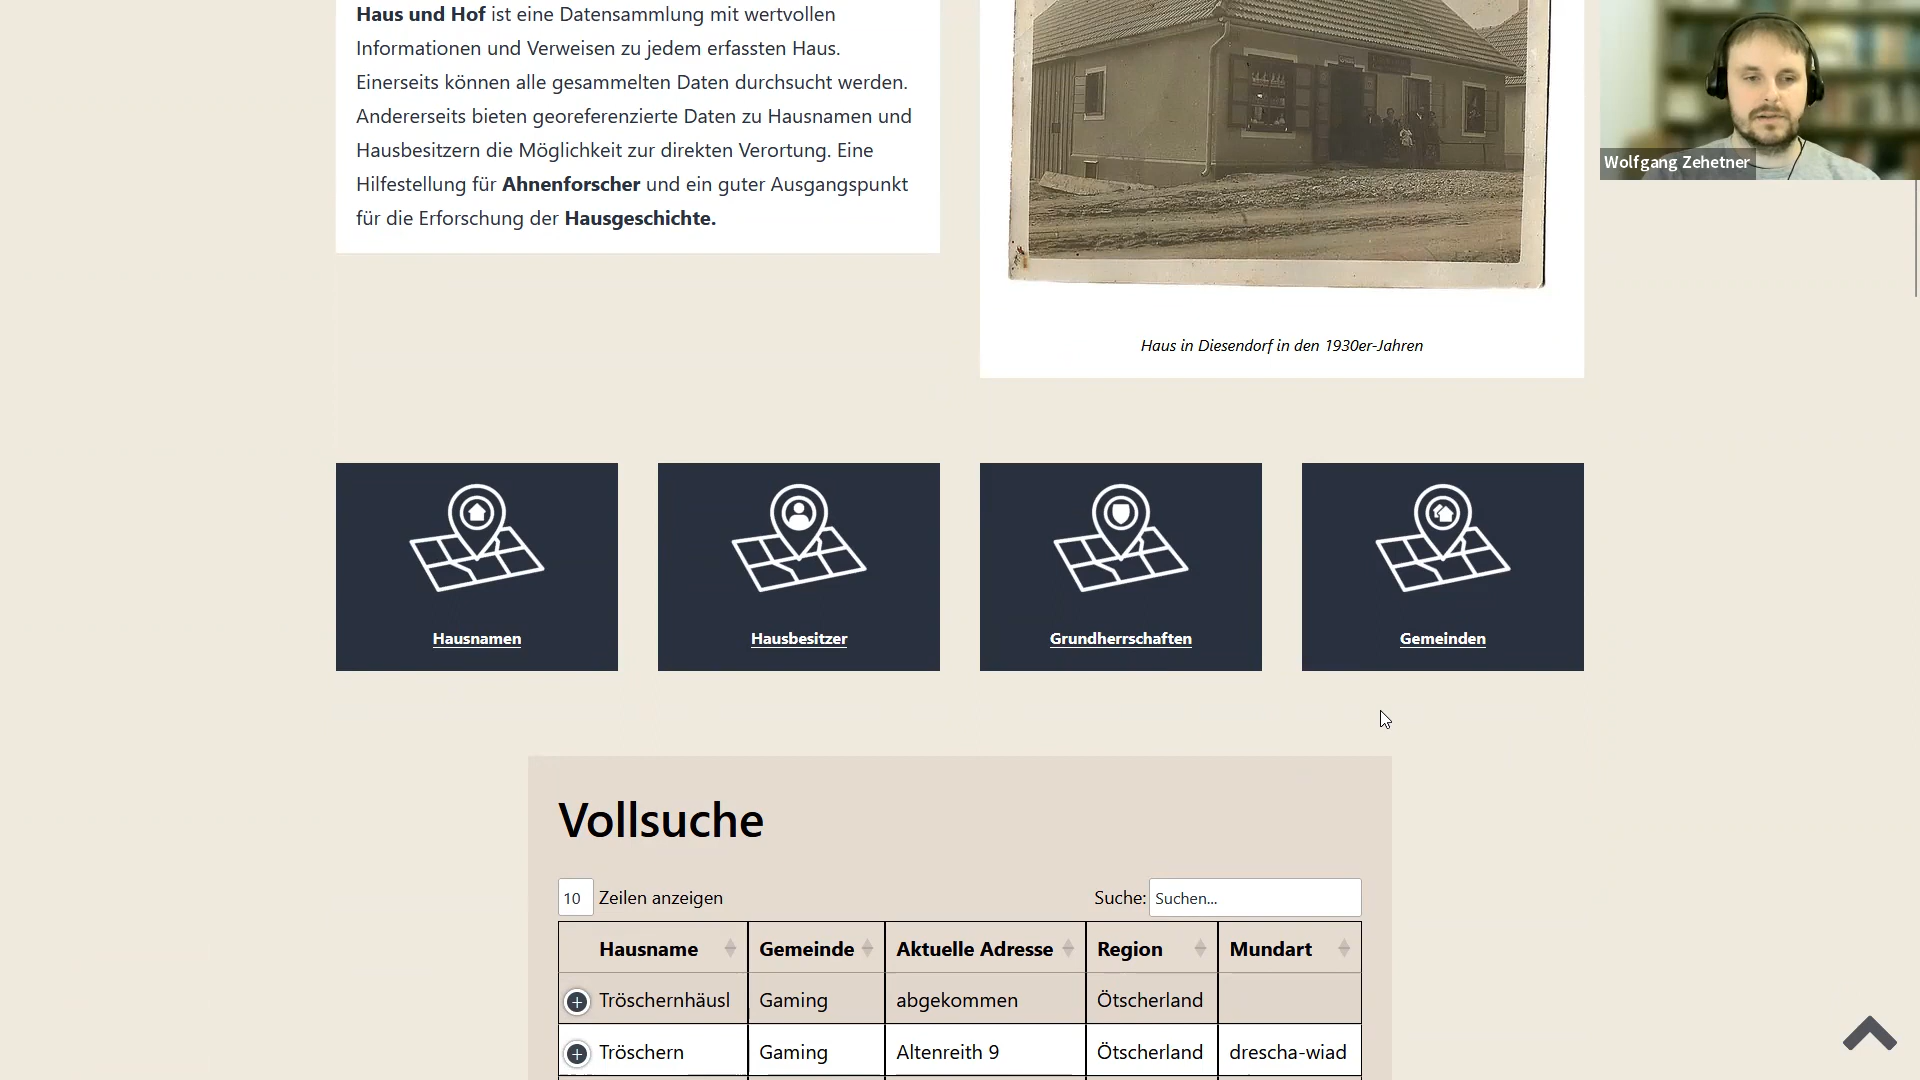 Haus und Hof ist eine Datensammlung mit wertvollen
Informationen und Verweisen zu jedem erfassten Haus.
Einerseits können alle gesammelten Daten durchsucht werden.
Andererseits bieten georeferenzierte Daten zu Hausnamen und
Hausbesitzern die Möglichkeit zur direkten Verortung. Eine
Hilfestellung für Ahnenforscher und ein guter Ausgangspunkt
für die Erforschung der Hausgeschichte.
Haus in Diesendorf in den 1930er-Jahren
Wolfgang Zehetner
Hausnamen
Hausbesitzer
Grundherrschaften
Gemeinden
Vollsuche
10 Zeilen anzeigen
Suche: Suchen...
Hausname Gemeinde Aktuelle Adresse Region Mundart
Tröschernhäusl Gaming abgekommen Ötscherland
Tröschern Gaming Altenreith 9 Ötscherland drescha-wiad